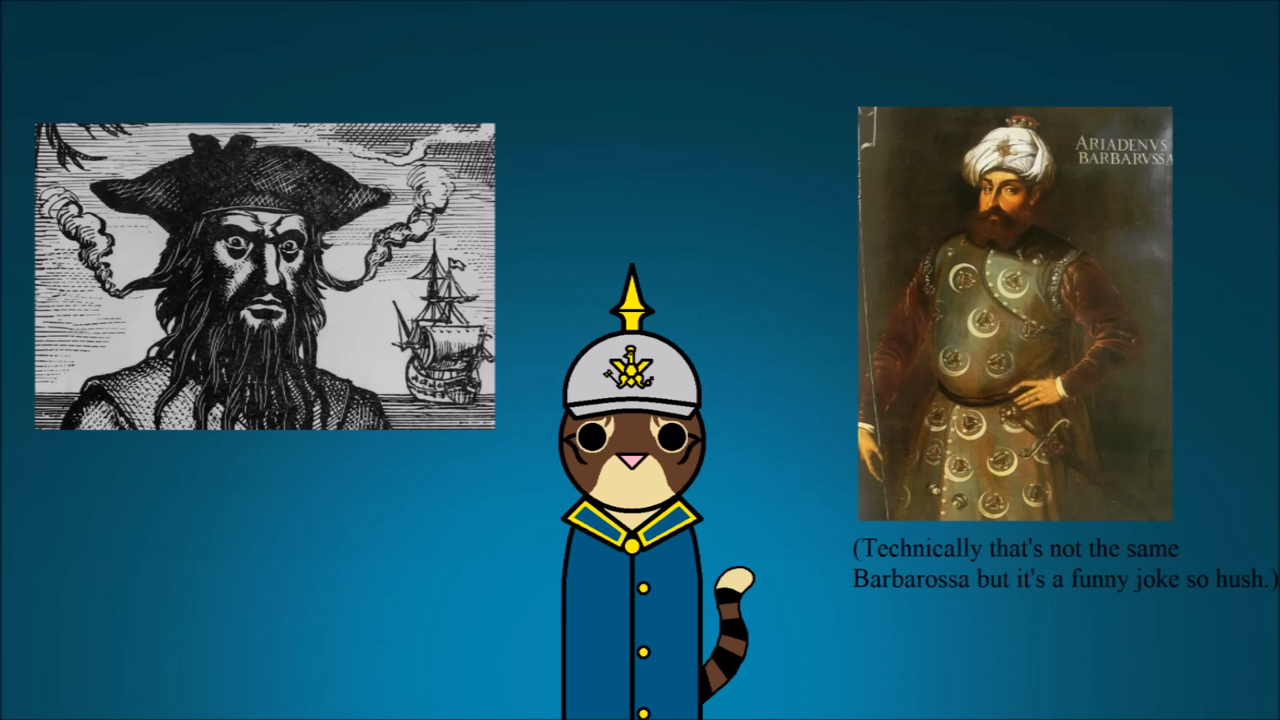 ARIADENVS
BARBARVSSA
(Technically that's not the same
Barbarossa but it's a funny joke so hush.)